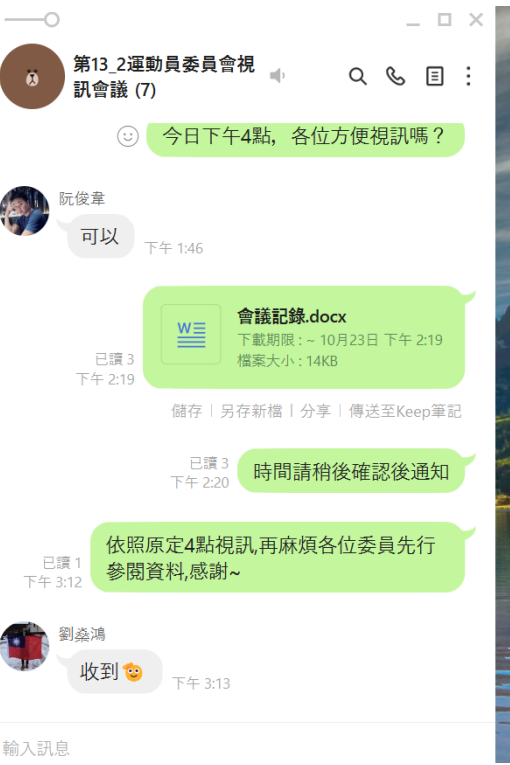 第13_2運動員委員會視
訊會議 (7)
今日下午4點，各位方便視訊嗎？
阮俊韋
可以
下午 1:46
W
會議記錄.docx
下載期限 : ~ 10月23日 下午 2:19
檔案大小 : 14KB
已讀 3
下午 2:19
儲存 | 另存新檔 | 分享 | 傳送至Keep筆記
已讀 3
下午 2:20
時間請稍後確認後通知
依照原定4點視訊,再麻煩各位委員先行
參閱資料,感謝~
已讀 1
下午 3:12
劉燊鴻
收到
下午 3:13
輸入訊息